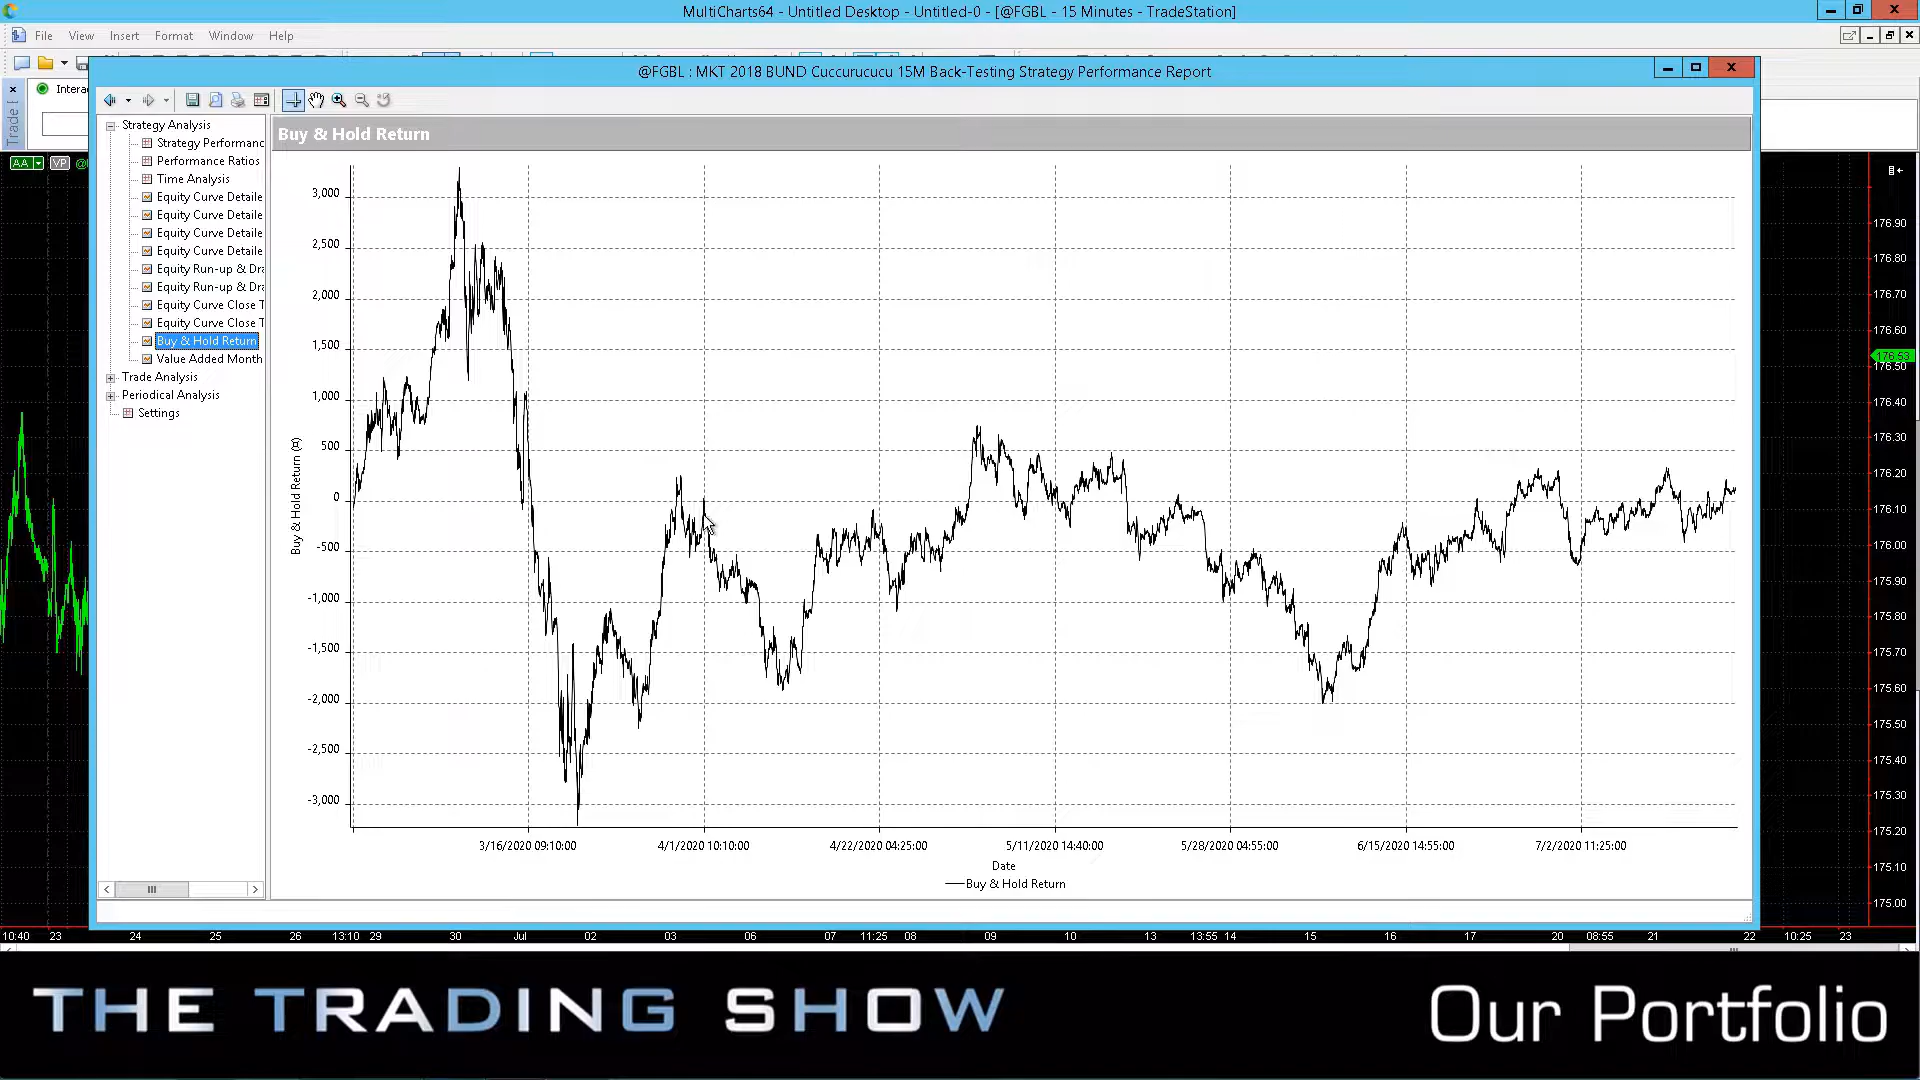 MultiCharts64 - Untitled Desktop - Untitled-0 - [@FGBL - 15 Minutes - TradeStation]
File View Insert Format Window Help
@FGBL : MKT 2018 BUND Cuccurucucu 15M Back-Testing Strategy Performance Report
Intera
Trade
AA VP
Strategy Analysis
Strategy Performanc
Performance Ratios
Time Analysis
Equity Curve Detaile
Equity Curve Detaile
Equity Curve Detaile
Equity Curve Detaile
Equity Run-up & Dra
Equity Run-up & Dra
Equity Curve Close T
Equity Curve Close T
Buy & Hold Return
Value Added Month
Trade Analysis
Periodical Analysis
Settings
Buy & Hold Return
3,000
2,500
2,000
1,500
1,000
500
0
-500
-1,000
-1,500
-2,000
-2,500
-3,000
Buy & Hold Return (¤)
3/16/2020 09:10:00 4/1/2020 10:10:00 4/22/2020 04:25:00 5/11/2020 14:40:00 5/28/2020 04:55:00 6/15/2020 14:55:00 7/2/2020 11:25:00
Date
Buy & Hold Return
176.90
176.80
176.70
176.60
176.53
176.50
176.40
176.30
176.20
176.10
176.00
175.90
175.80
175.70
175.60
175.50
175.40
175.30
175.20
175.10
175.00
10:40 23 24 25 26 13:10 29 30 Jul 02 03 06 07 11:25 08 09 10 13 13:55 14 15 16 17 20 08:55 21 22 10:25 23
THE TRADING SHOW
Our Portfolio